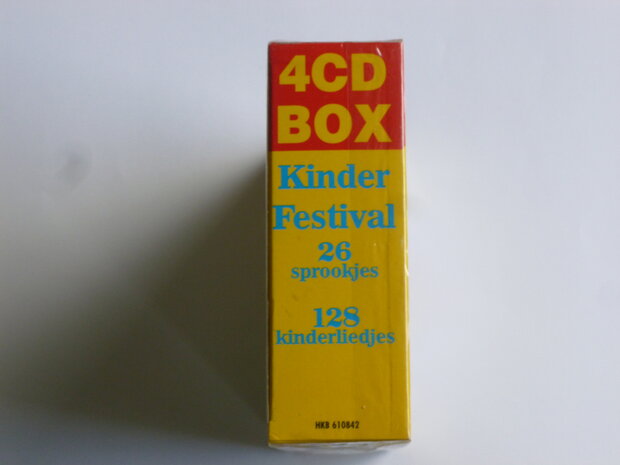 4CD
BOX
Kinder
Festival
26
sprookjes
128
kinderliedjes
HKB 610842